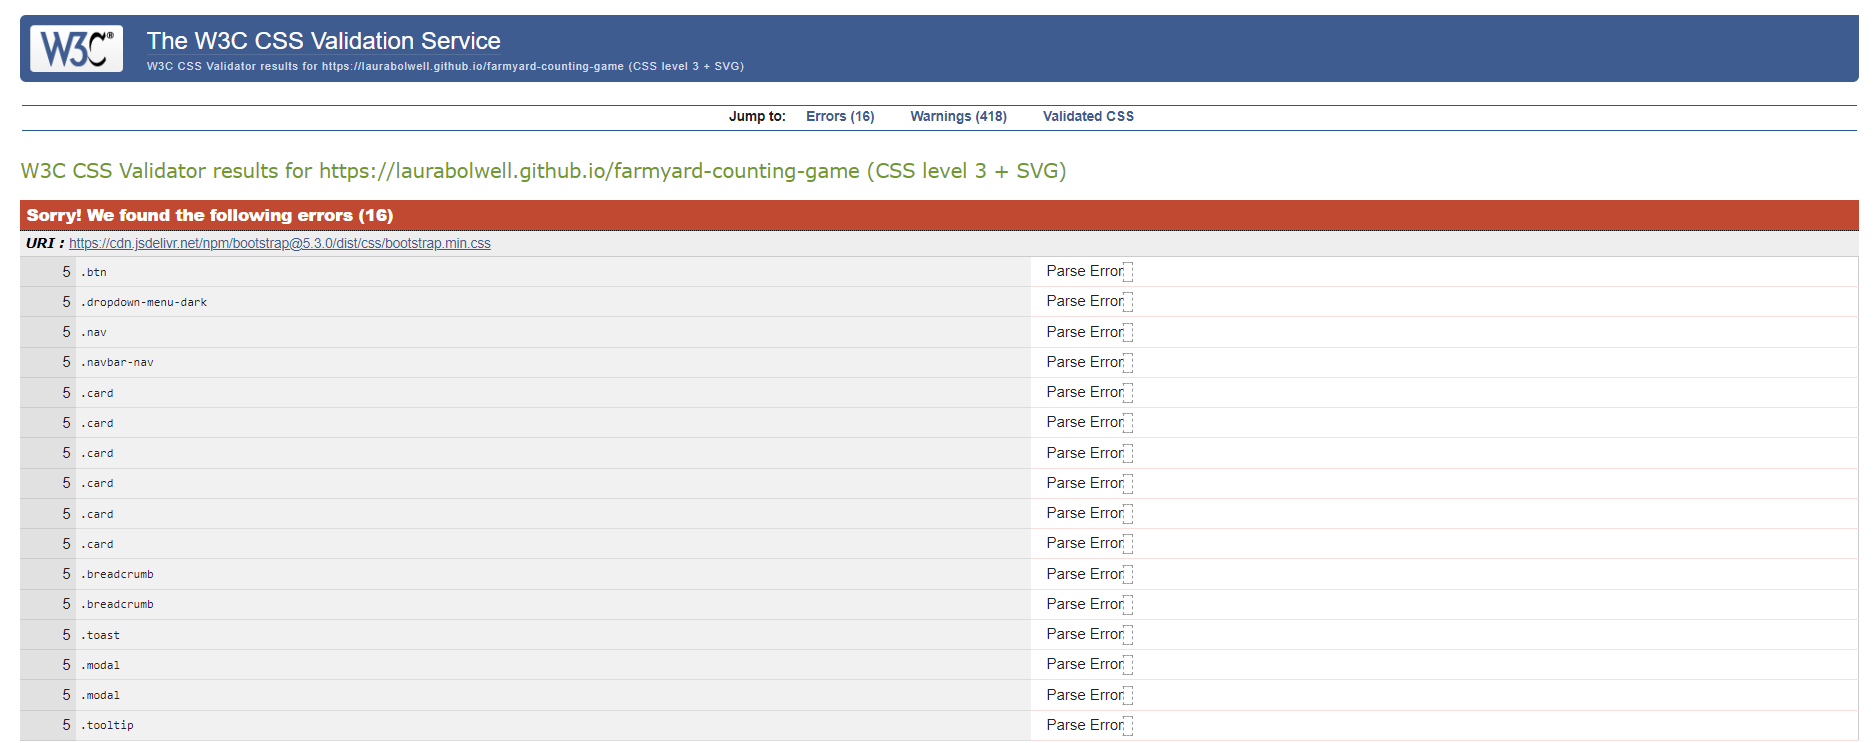 W3C®
The W3C CSS Validation Service
W3C CSS Validator results for https://laurabolwell.github.io/farmyard-counting-game (CSS level 3 + SVG)
Jump to: Errors (16) Warnings (418) Validated CSS
W3C CSS Validator results for https://laurabolwell.github.io/farmyard-counting-game (CSS level 3 + SVG)
Sorry! We found the following errors (16)
URI : https://cdn.jsdelivr.net/npm/bootstrap@5.3.0/dist/css/bootstrap.min.css
5 .btn Parse Error
5 .dropdown-menu-dark Parse Error
5 .nav Parse Error
5 .navbar-nav Parse Error
5 .card Parse Error
5 .card Parse Error
5 .card Parse Error
5 .card Parse Error
5 .card Parse Error
5 .card Parse Error
5 .breadcrumb Parse Error
5 .breadcrumb Parse Error
5 .toast Parse Error
5 .modal Parse Error
5 .modal Parse Error
5 .tooltip Parse Error